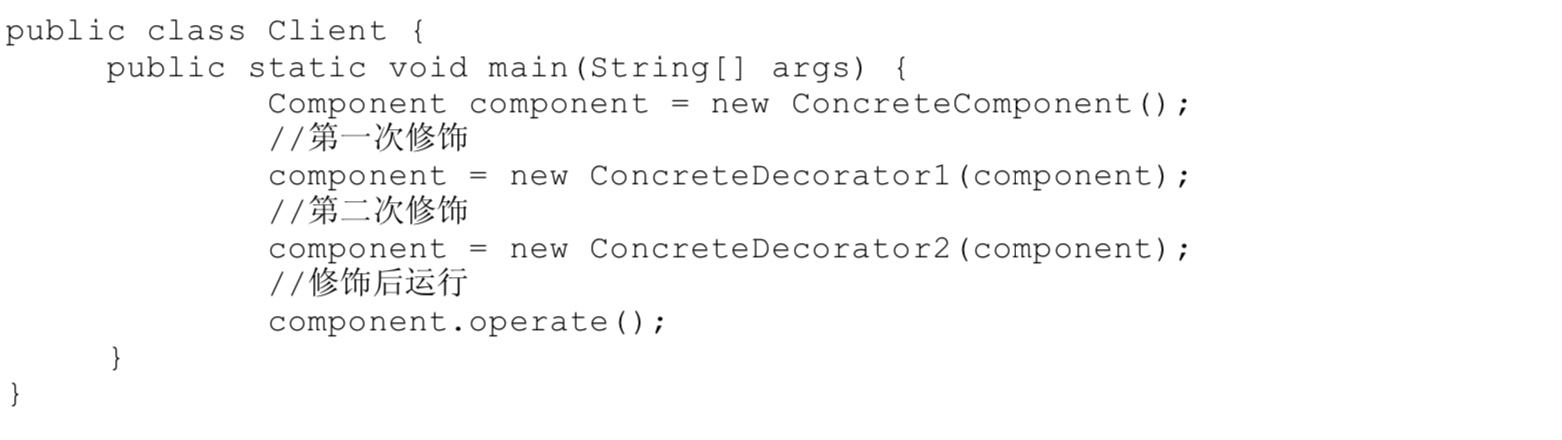 public class Client {
public static void main(String[] args) {
Component component = new ConcreteComponent();
//第一次修饰
component = new ConcreteDecorator1(component);
//第二次修饰
component = new ConcreteDecorator2(component);
//修饰后运行
component.operate();
}
}